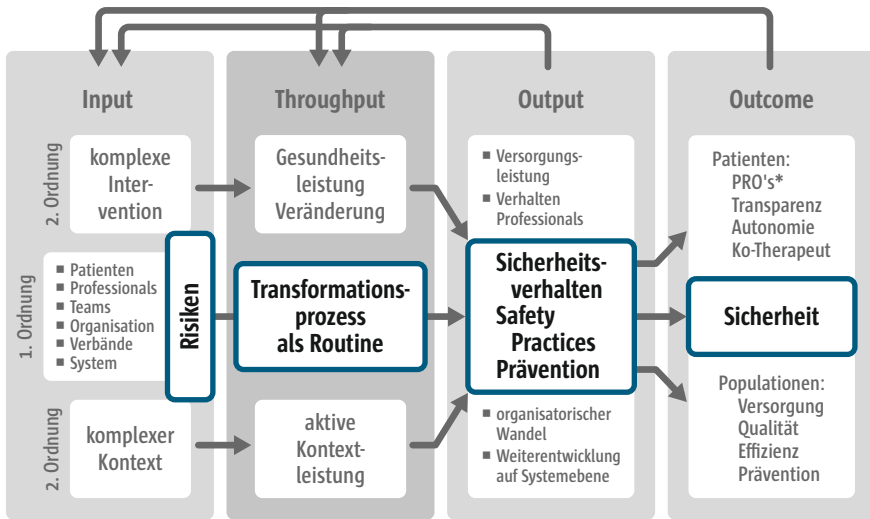 Input
Throughput
Output
Outcome
2. Ordnung
komplexe
Inter-
vention
Gesundheits-
leistung
Veränderung
■ Versorgungs-
leistung
■ Verhalten
Professionals
Patienten:
PRO's*
Transparenz
Autonomie
Ko-Therapeut
1. Ordnung
■ Patienten
■ Professionals
■ Teams
■ Organisation
■ Verbände
■ System
Risiken
Transformations-
prozess
als Routine
Sicherheits-
verhalten
Safety
Practices
Prävention
Sicherheit
2. Ordnung
komplexer
Kontext
aktive
Kontext-
leistung
■ organisatorischer
Wandel
■ Weiterentwicklung
auf Systemebene
Populationen:
Versorgung
Qualität
Effizienz
Prävention